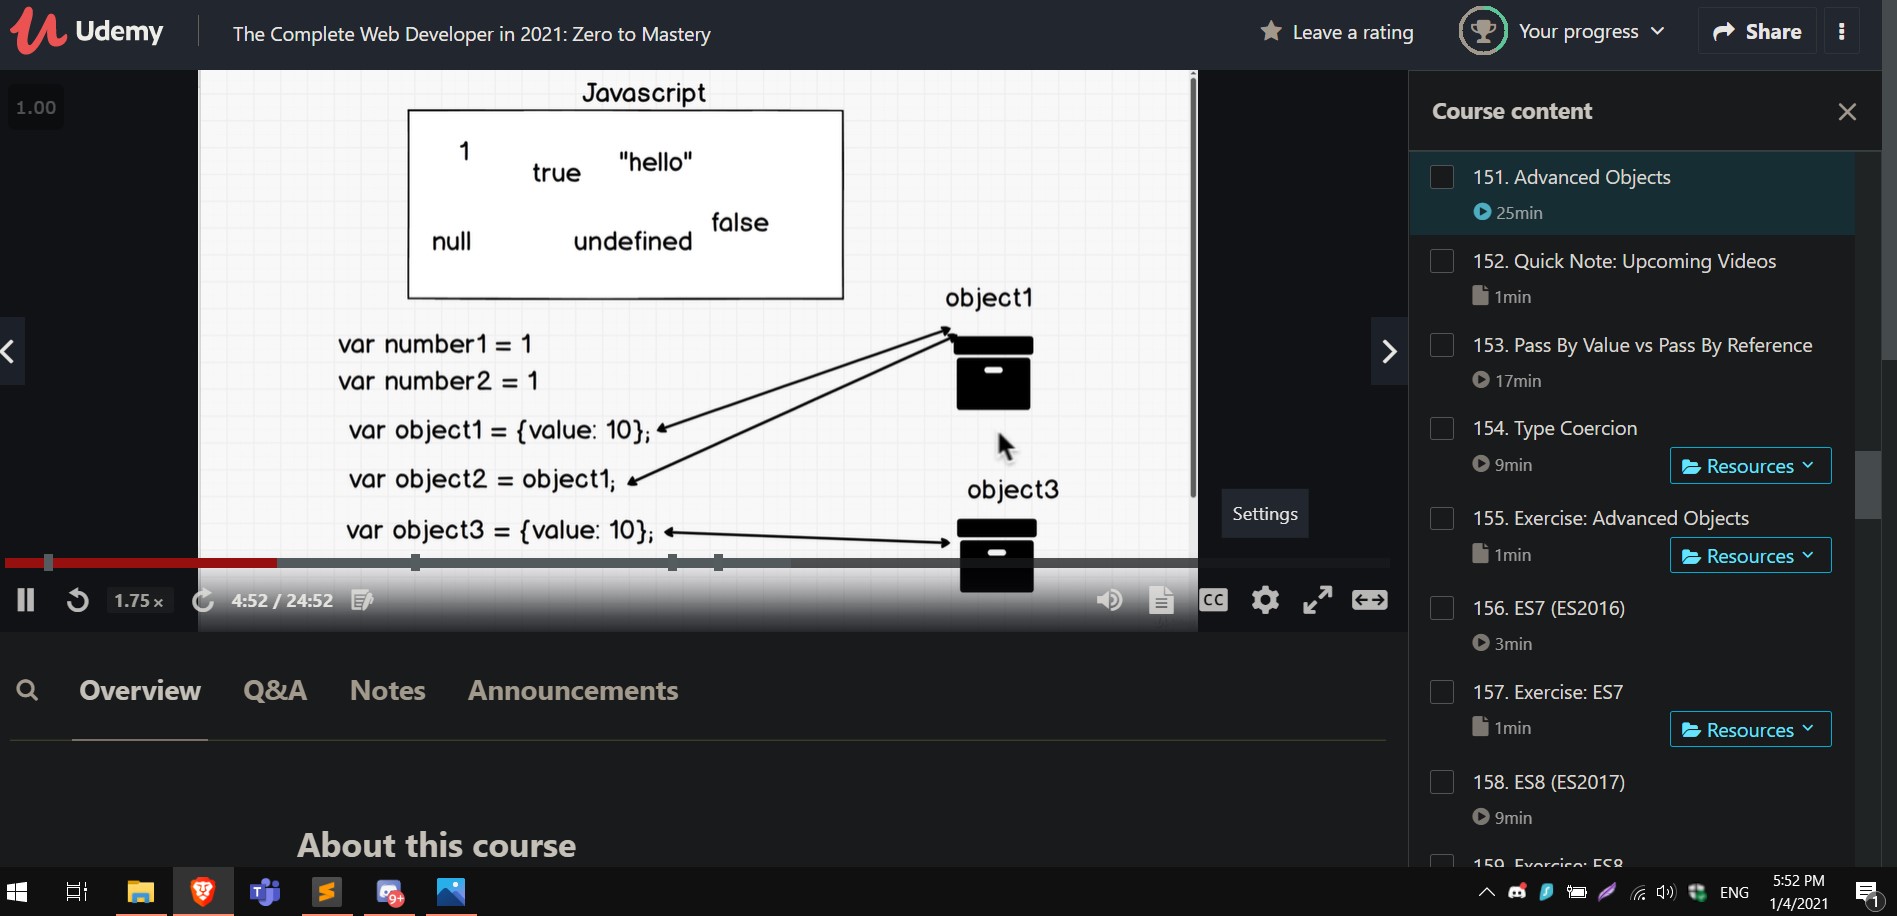 Udemy
The Complete Web Developer in 2021: Zero to Mastery
Leave a rating
Your progress
Share
1.00
Javascript
1
true
"hello"
null
undefined
false
object1
var number1 = 1
var number2 = 1
var object1 = {value: 10};
var object2 = object1;
object3
var object3 = {value: 10};
Settings
1.75×
4:52 / 24:52
CC
Overview
Q&A
Notes
Announcements
About this course
Course content
151. Advanced Objects
25min
152. Quick Note: Upcoming Videos
1min
153. Pass By Value vs Pass By Reference
17min
154. Type Coercion
9min
Resources
155. Exercise: Advanced Objects
1min
Resources
156. ES7 (ES2016)
3min
157. Exercise: ES7
1min
Resources
158. ES8 (ES2017)
9min
159. Exercise: ES8
T
S
9+
ENG
5:52 PM
1/4/2021
1